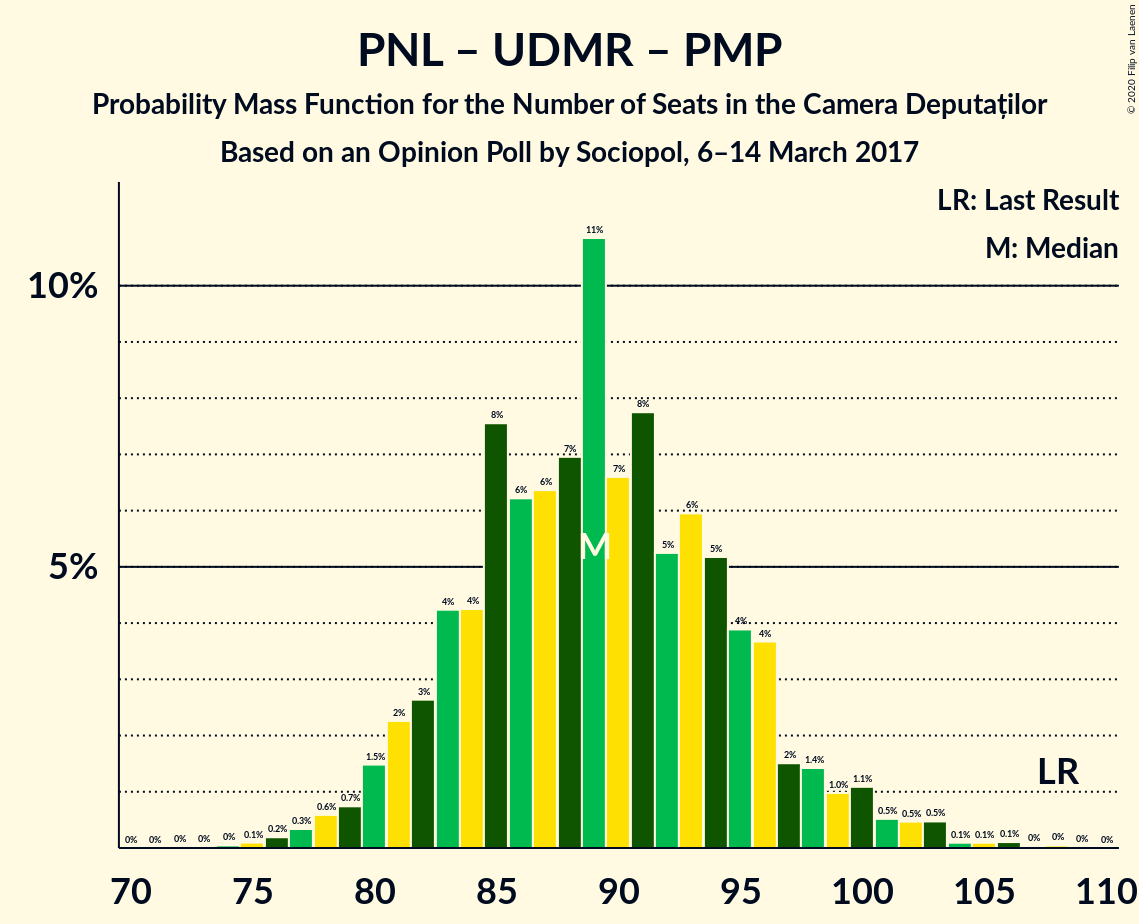 PNL – UDMR – PMP
Probability Mass Function for the Number of Seats in the Camera Deputaților
Based on an Opinion Poll by Sociopol, 6–14 March 2017
© 2020 Filip van Laenen
LR: Last Result
M: Median
10%
5%
0% 0% 0% 0% 0% 0.1% 0.2% 0.3% 0.6% 0.7% 1.5% 2% 3% 4% 4% 8% 6% 6% 7% 11% 7% 8% 5% 6% 5% 4% 4% 2% 1.4% 1.0% 1.1% 0.5% 0.5% 0.5% 0.1% 0.1% 0.1% 0% 0% 0% 0%
M
LR
70 75 80 85 90 95 100 105 110